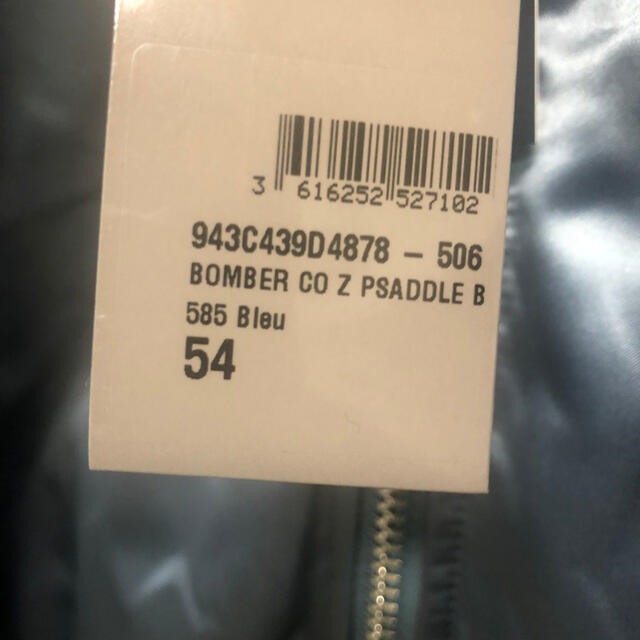 3 616252 527102
943C439D4878 - 506
BOMBER CO Z PSADDLE B
585 Bleu
54